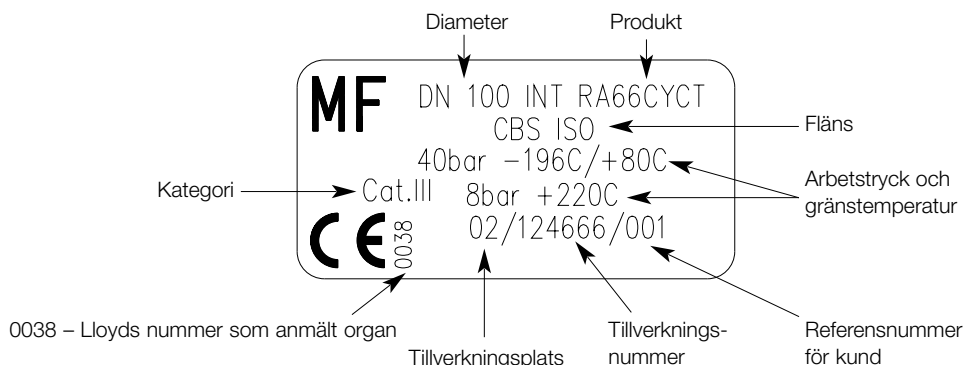 Diameter
Produkt
MF
DN 100 INT RA66CYCT
CBS ISO
Fläns
40bar -196C/+80C
Arbetstryck och
gränstemperatur
Kategori
Cat.III
8bar +220C
CE
0038
02/124666/001
0038 – Lloyds nummer som anmält organ
Tillverkningsplats
Tillverknings-
nummer
Referensnummer
för kund